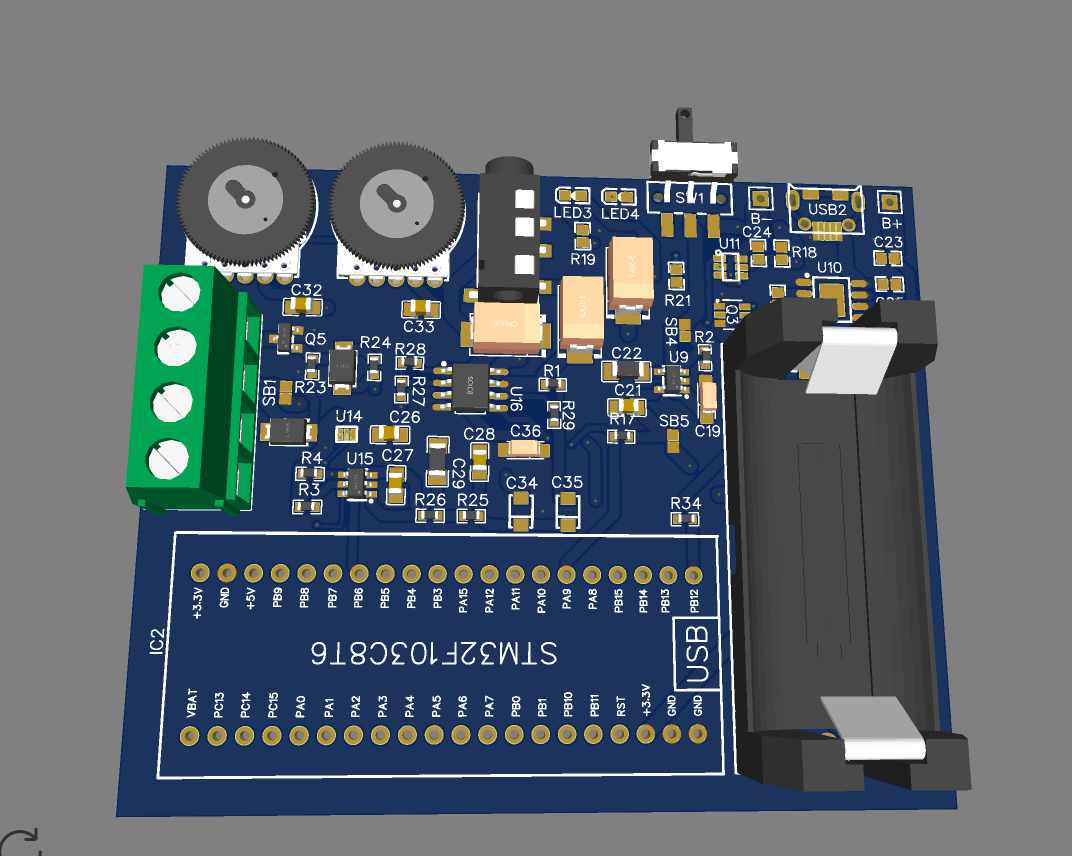 LED3
LED4
SW1
B-
USB2
B+
R19
C24
U11
R18
C23
U10
R21
C32
C33
Q3
SB4
R2
Q5
R24
R28
R23
SB1
R27
C22
U9
R1
SOIC8
U16
C21
C19
U14
C26
R29
R17
SB5
U15
C27
C28
C36
R4
C29
R3
R26
R25
C34
C35
R34
+3.3V
GND
+5V
PB9
PB8
PB7
PB6
PB5
PB4
PB3
PA15
PA12
PA11
PA10
PA9
PA8
PB15
PB14
PB13
PB12
IC2
STM32F103C8T6
USB
VBAT
PC13
PC14
PC15
PA0
PA1
PA2
PA3
PA4
PA5
PA6
PA7
PB0
PB1
PB10
PB11
RST
+3.3V
GND
GND